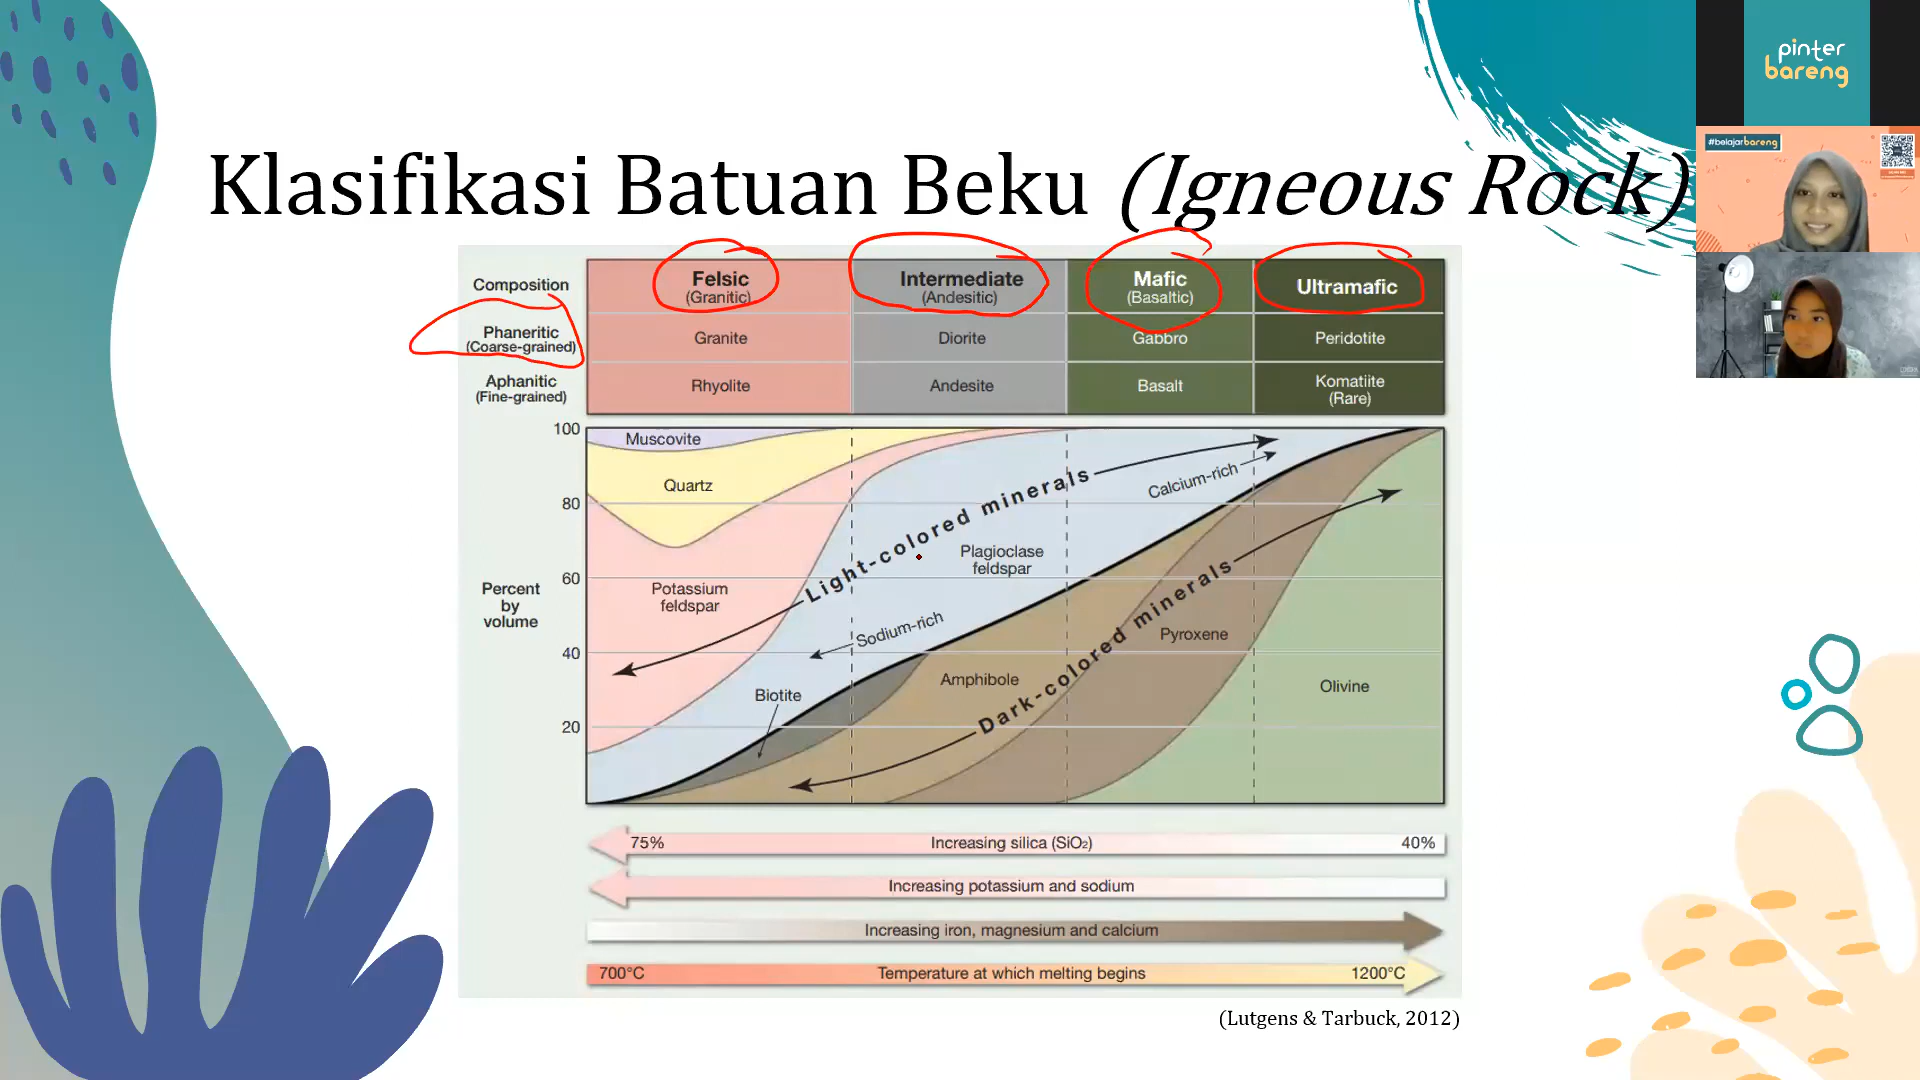 Klasifikasi Batuan Beku (Igneous Rock)
pinter
bareng
#belajarbareng
Composition
Felsic
(Granitic)
Intermediate
(Andesitic)
Mafic
(Basaltic)
Ultramafic
Phaneritic
(Coarse-grained)
Granite
Diorite
Gabbro
Peridotite
Aphanitic
(Fine-grained)
Rhyolite
Andesite
Basalt
Komatiite
(Rare)
100
80
60
40
20
Percent
by
volume
Muscovite
Quartz
Potassium
feldspar
Light-colored minerals
Calcium-rich
Plagioclase
feldspar
Sodium-rich
Biotite
Amphibole
Dark-colored minerals
Pyroxene
Olivine
75% Increasing silica (SiO₂) 40%
Increasing potassium and sodium
Increasing iron, magnesium and calcium
700°C Temperature at which melting begins 1200°C
(Lutgens & Tarbuck, 2012)